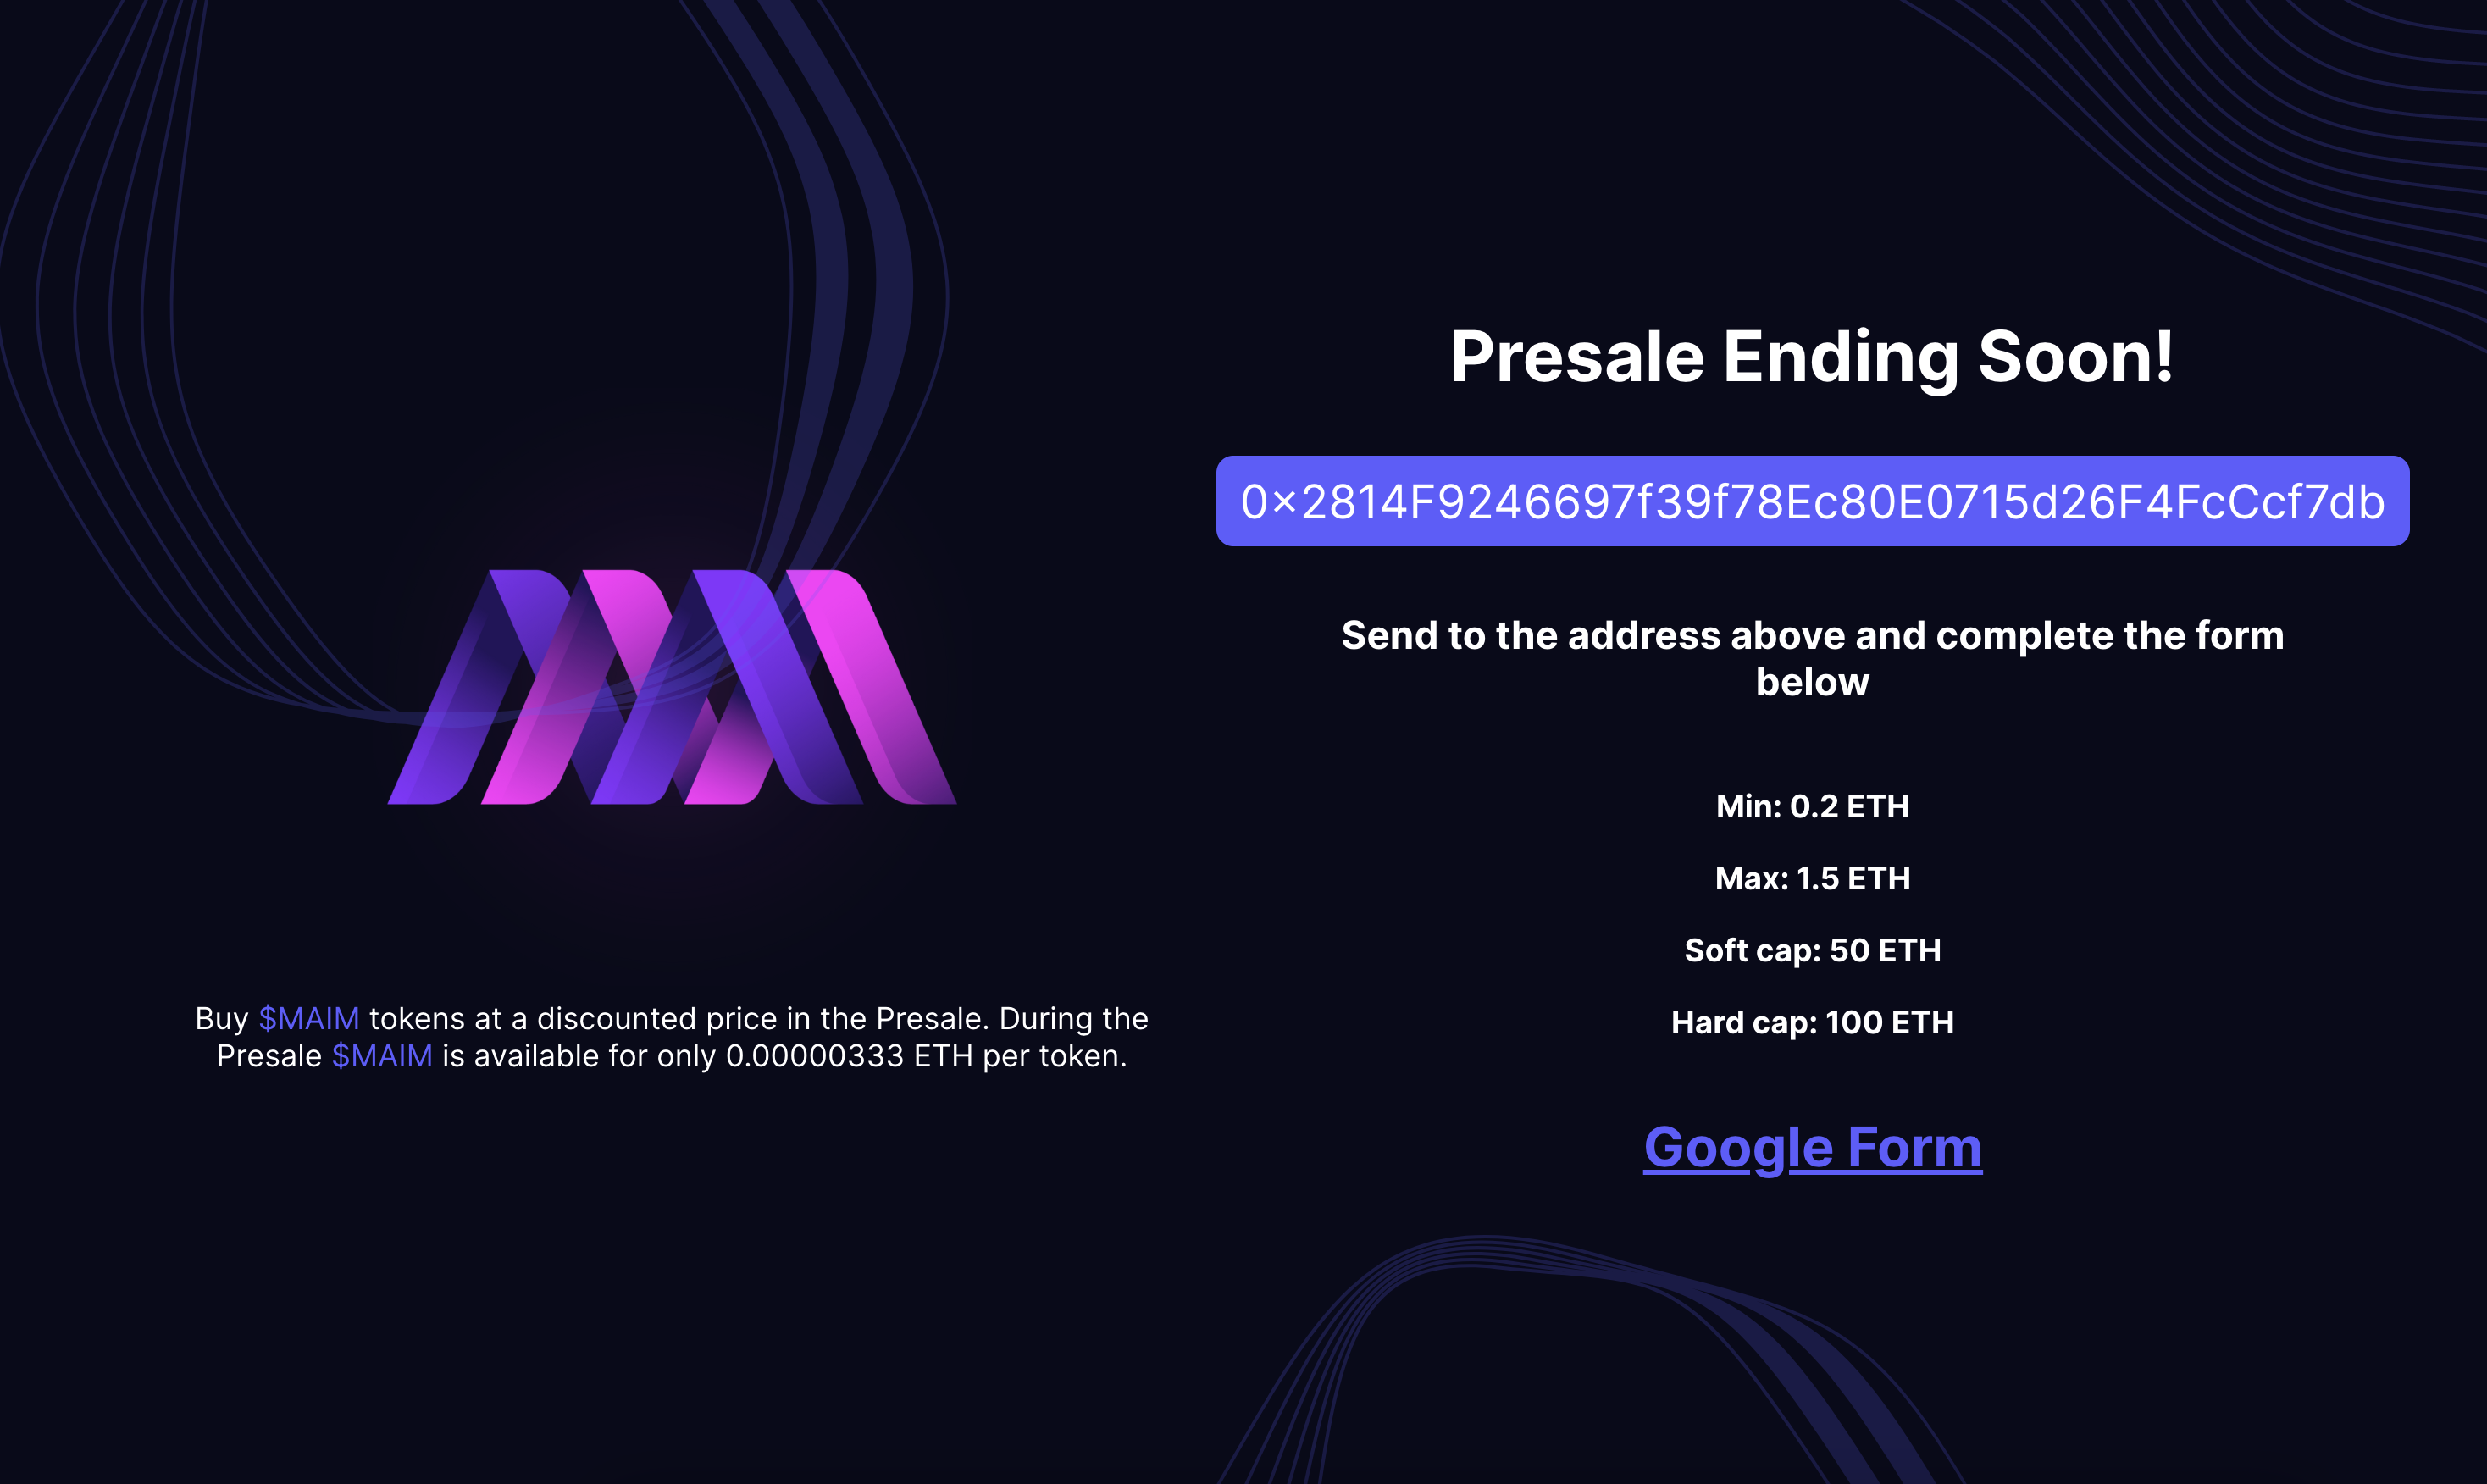 Presale Ending Soon!
0×2814F9246697f39f78Ec80E0715d26F4FcCcf7db
Send to the address above and complete the form
below
Min: 0.2 ETH
Max: 1.5 ETH
Soft cap: 50 ETH
Hard cap: 100 ETH
Google Form
Buy $MAIM tokens at a discounted price in the Presale. During the
Presale $MAIM is available for only 0.00000333 ETH per token.